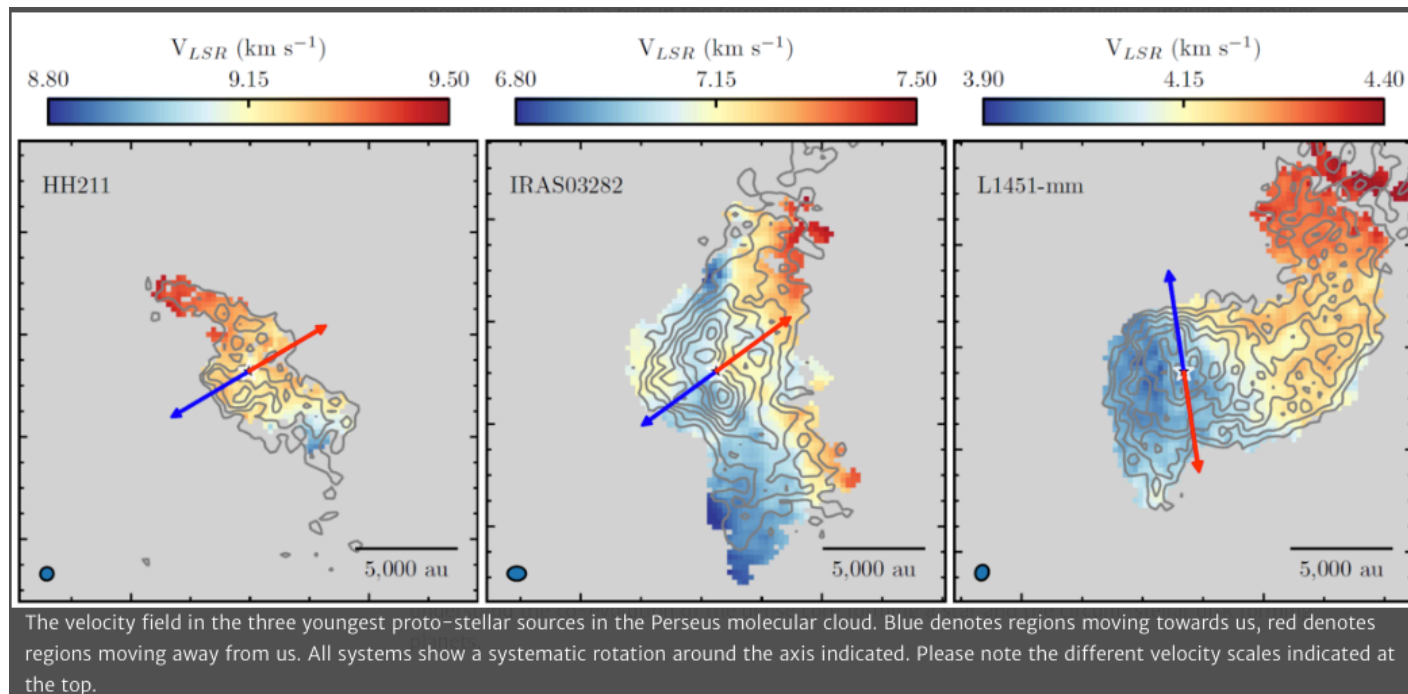 V_LSR (km s⁻¹)
8.80 9.15 9.50
HH211
5,000 au
V_LSR (km s⁻¹)
6.80 7.15 7.50
IRAS03282
5,000 au
V_LSR (km s⁻¹)
3.90 4.15 4.40
L1451-mm
5,000 au
The velocity field in the three youngest proto-stellar sources in the Perseus molecular cloud. Blue denotes regions moving towards us, red denotes
regions moving away from us. All systems show a systematic rotation around the axis indicated. Please note the different velocity scales indicated at
the top.